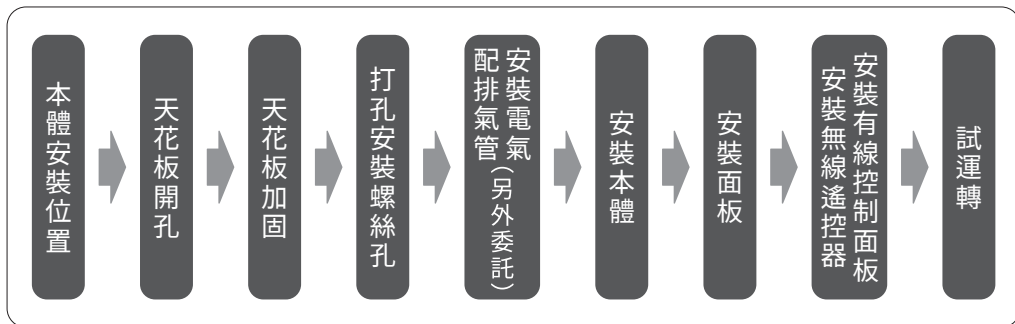 本體安裝位置
天花板開孔
天花板加固
打孔安裝螺絲孔
安裝電氣
配排氣管(另外委託)
安裝本體
安裝面板
安裝有線控制面板
安裝無線遙控器
試運轉